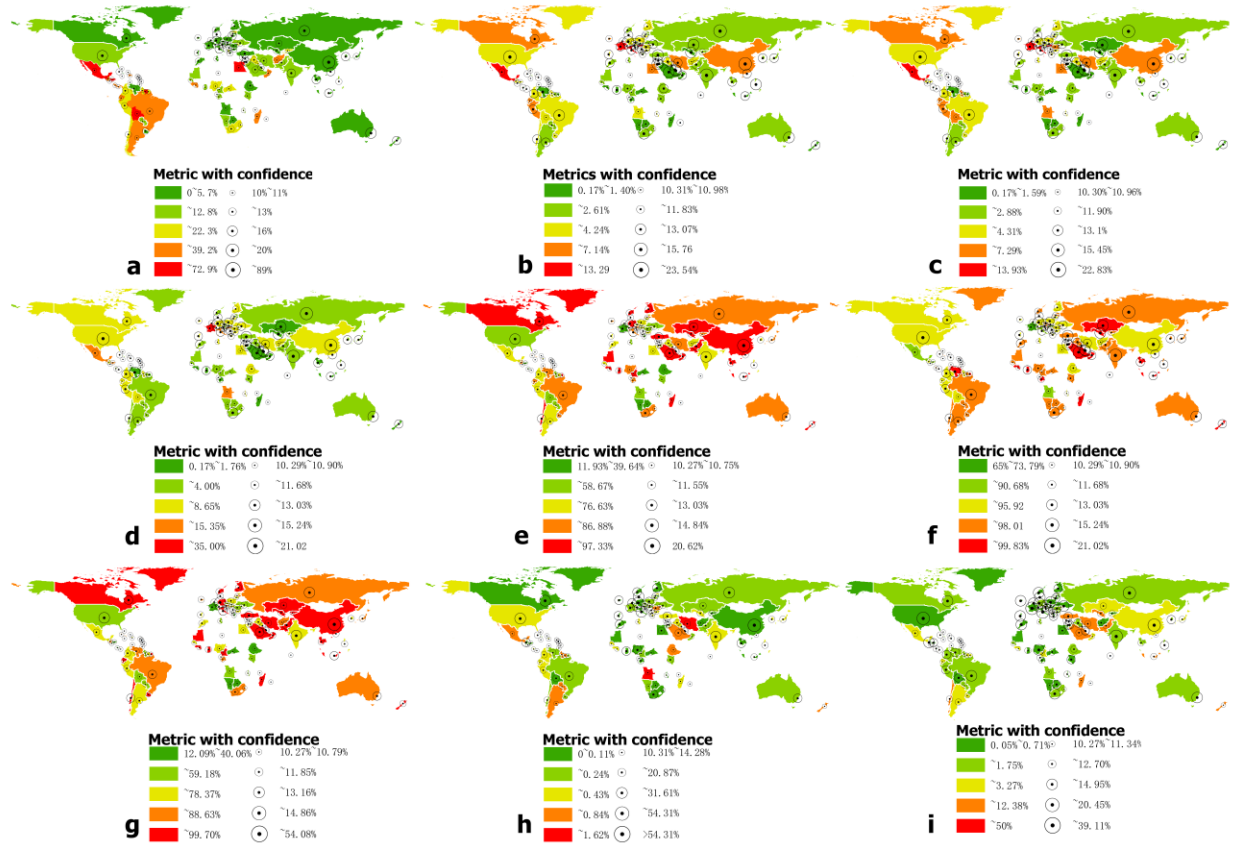 Metric with confidence
0~5.7% 10%~11%
~12.8% ~13%
~22.3% ~16%
~39.2% ~20%
~72.9% ~89%
a
Metrics with confidence
0.17%~1.40% 10.31%~10.98%
~2.61% ~11.83%
~4.24% ~13.07%
~7.14% ~15.76
~13.29 ~23.54%
b
Metric with confidence
0.17%~1.59% 10.30%~10.96%
~2.88% ~11.90%
~4.31% ~13.1%
~7.29% ~15.45%
~13.93% ~22.83%
c
Metric with confidence
0.17%~1.76% 10.29%~10.90%
~4.00% ~11.68%
~8.65% ~13.03%
~15.35% ~15.24%
~35.00% ~21.02
d
Metric with confidence
11.93%~39.64% 10.27%~10.75%
~58.67% ~11.55%
~76.63% ~13.03%
~86.88% ~14.84%
~97.33% 20.62%
e
Metric with confidence
65%~73.79% 10.29%~10.90%
~90.68% ~11.68%
~95.92 ~13.03%
~98.01 ~15.24%
~99.83% ~21.02%
f
Metric with confidence
12.09%~40.06% 10.27%~10.79%
~59.18% ~11.85%
~78.37% ~13.16%
~88.63% ~14.86%
~99.70% ~54.08%
g
Metric with confidence
0~0.11% 10.31%~14.28%
~0.24% ~20.87%
~0.43% ~31.61%
~0.84% ~54.31%
~1.62% >54.31%
h
Metric with confidence
0.05%~0.71% 10.27%~11.34%
~1.75% ~12.70%
~3.27% ~14.95%
~12.38% ~20.45%
~50% ~39.11%
i